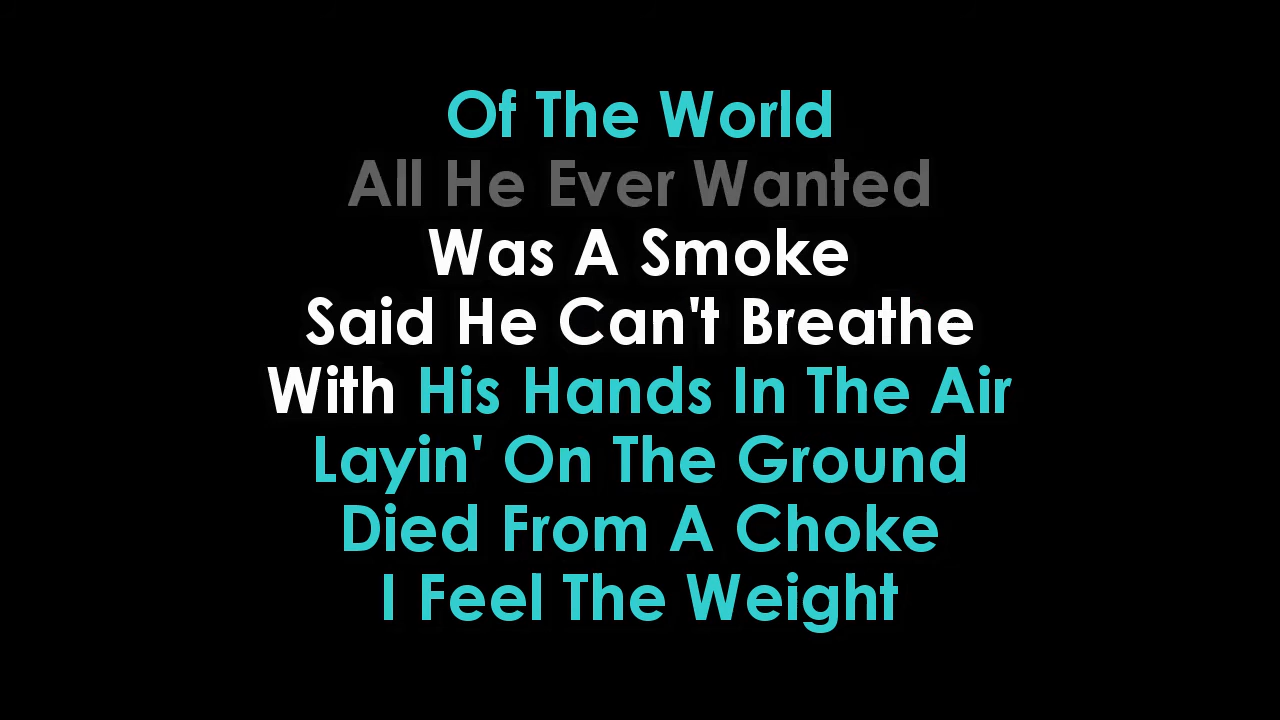 Of The World
All He Ever Wanted
Was A Smoke
Said He Can't Breathe
With His Hands In The Air
Layin' On The Ground
Died From A Choke
I Feel The Weight